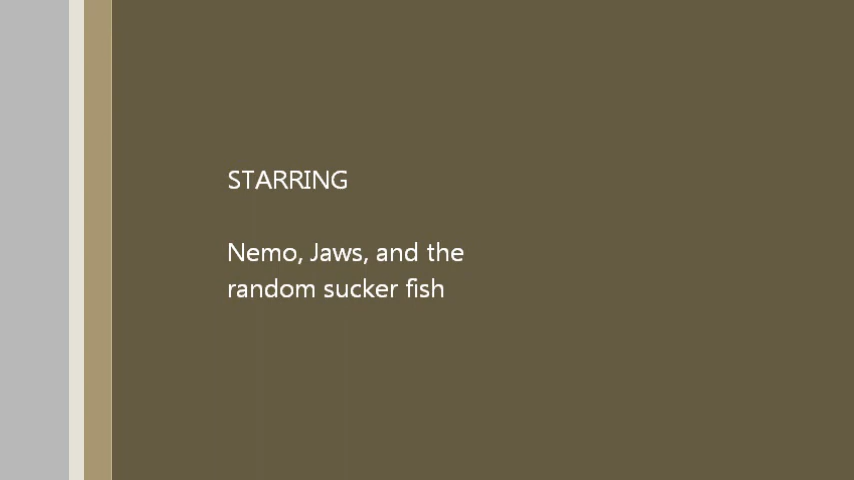 STARRING
Nemo, Jaws, and the
random sucker fish